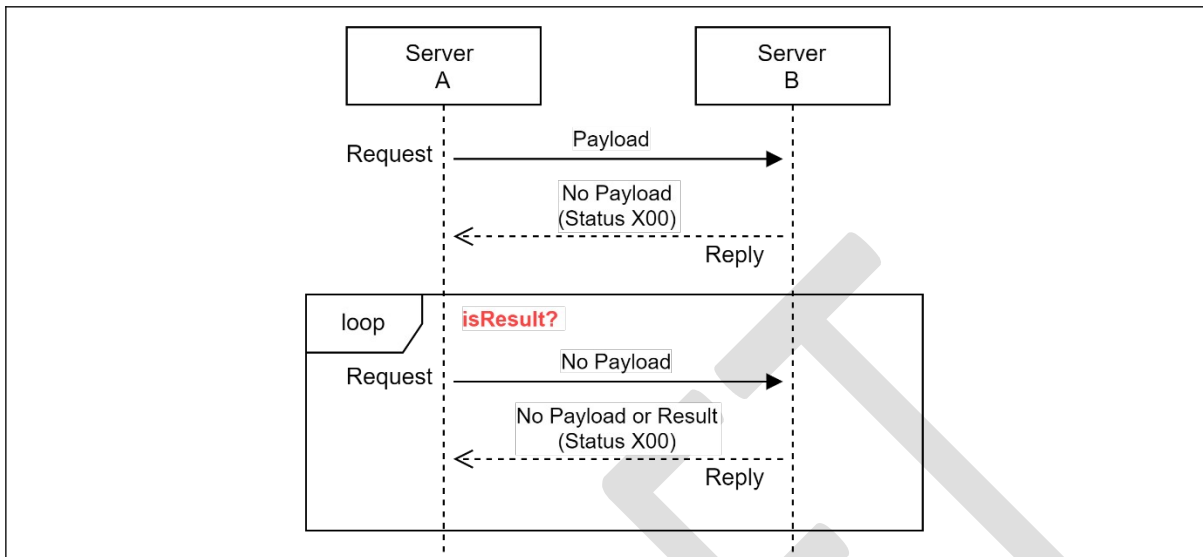 Server
A
Server
B
Request
Payload
No Payload
(Status X00)
Reply
loop
isResult?
Request
No Payload
No Payload or Result
(Status X00)
Reply